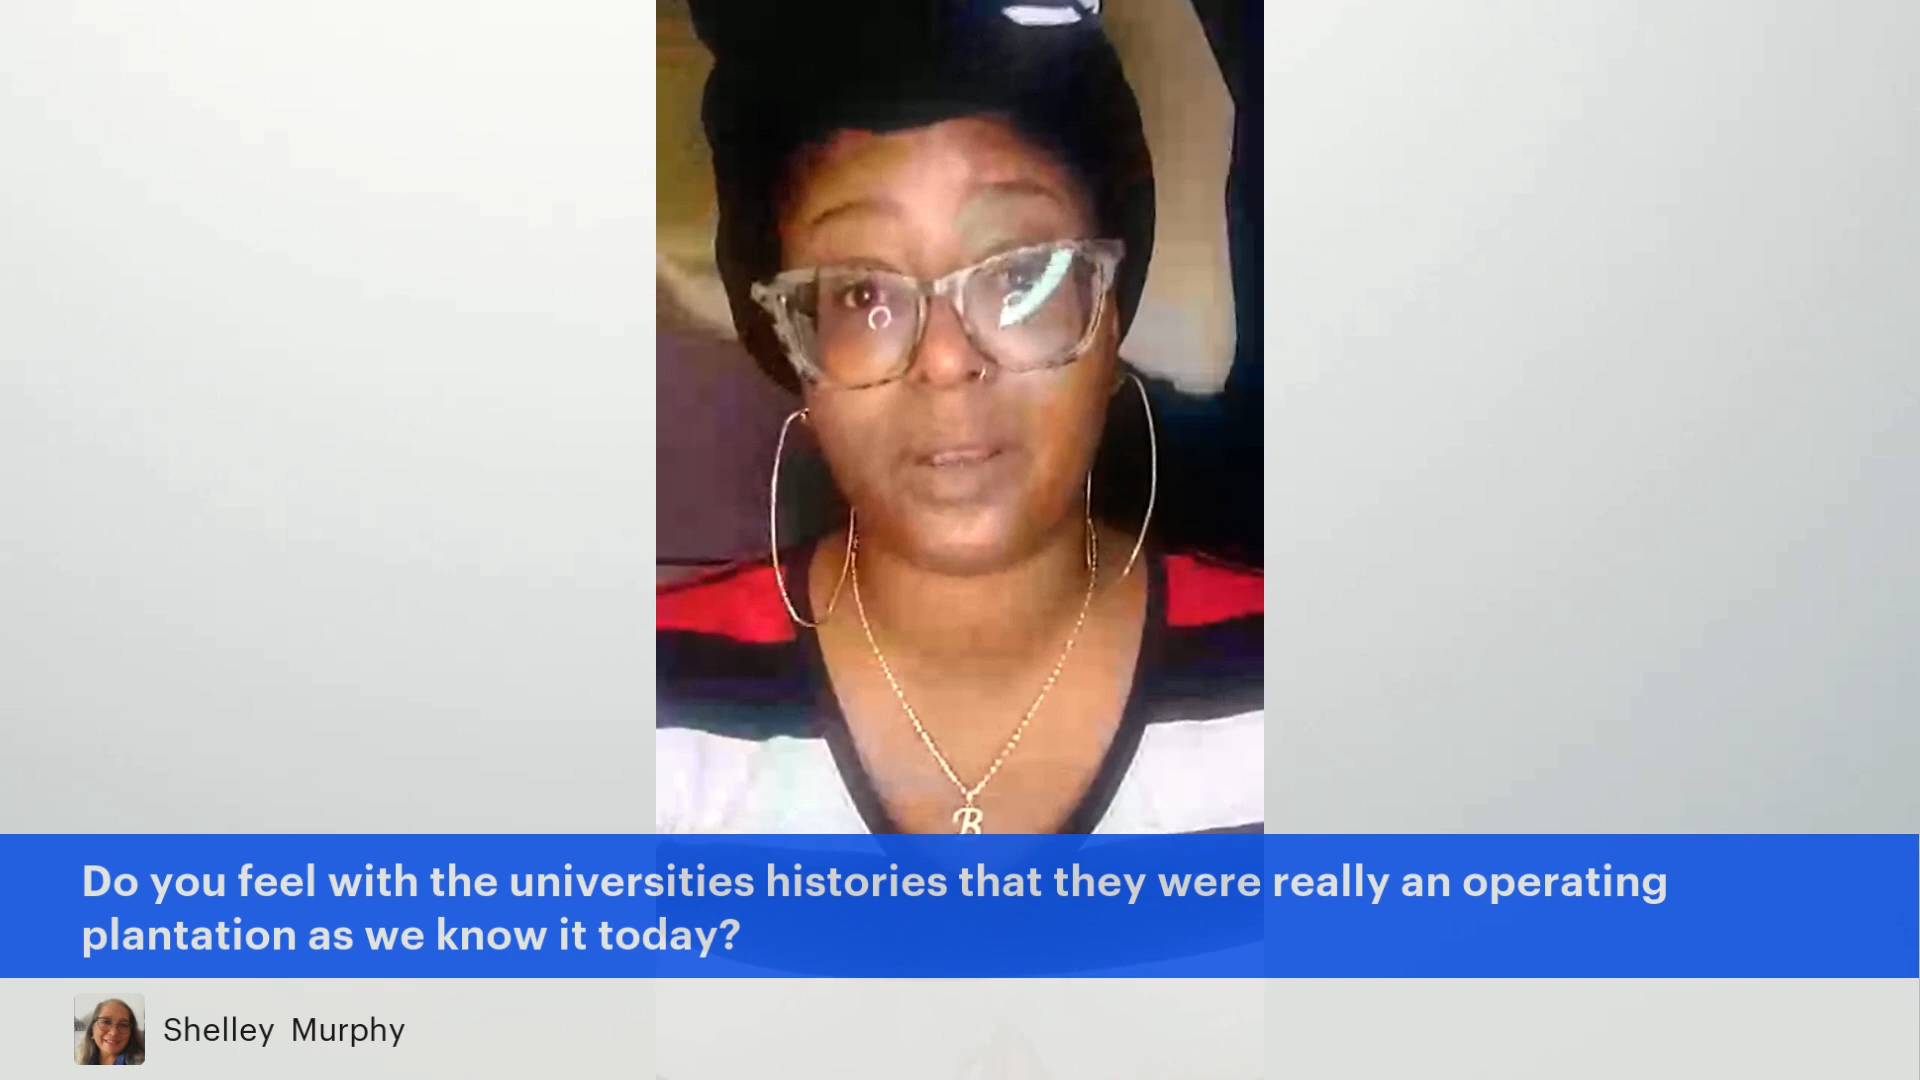 B
Do you feel with the universities histories that they were really an operating
plantation as we know it today?
Shelley Murphy